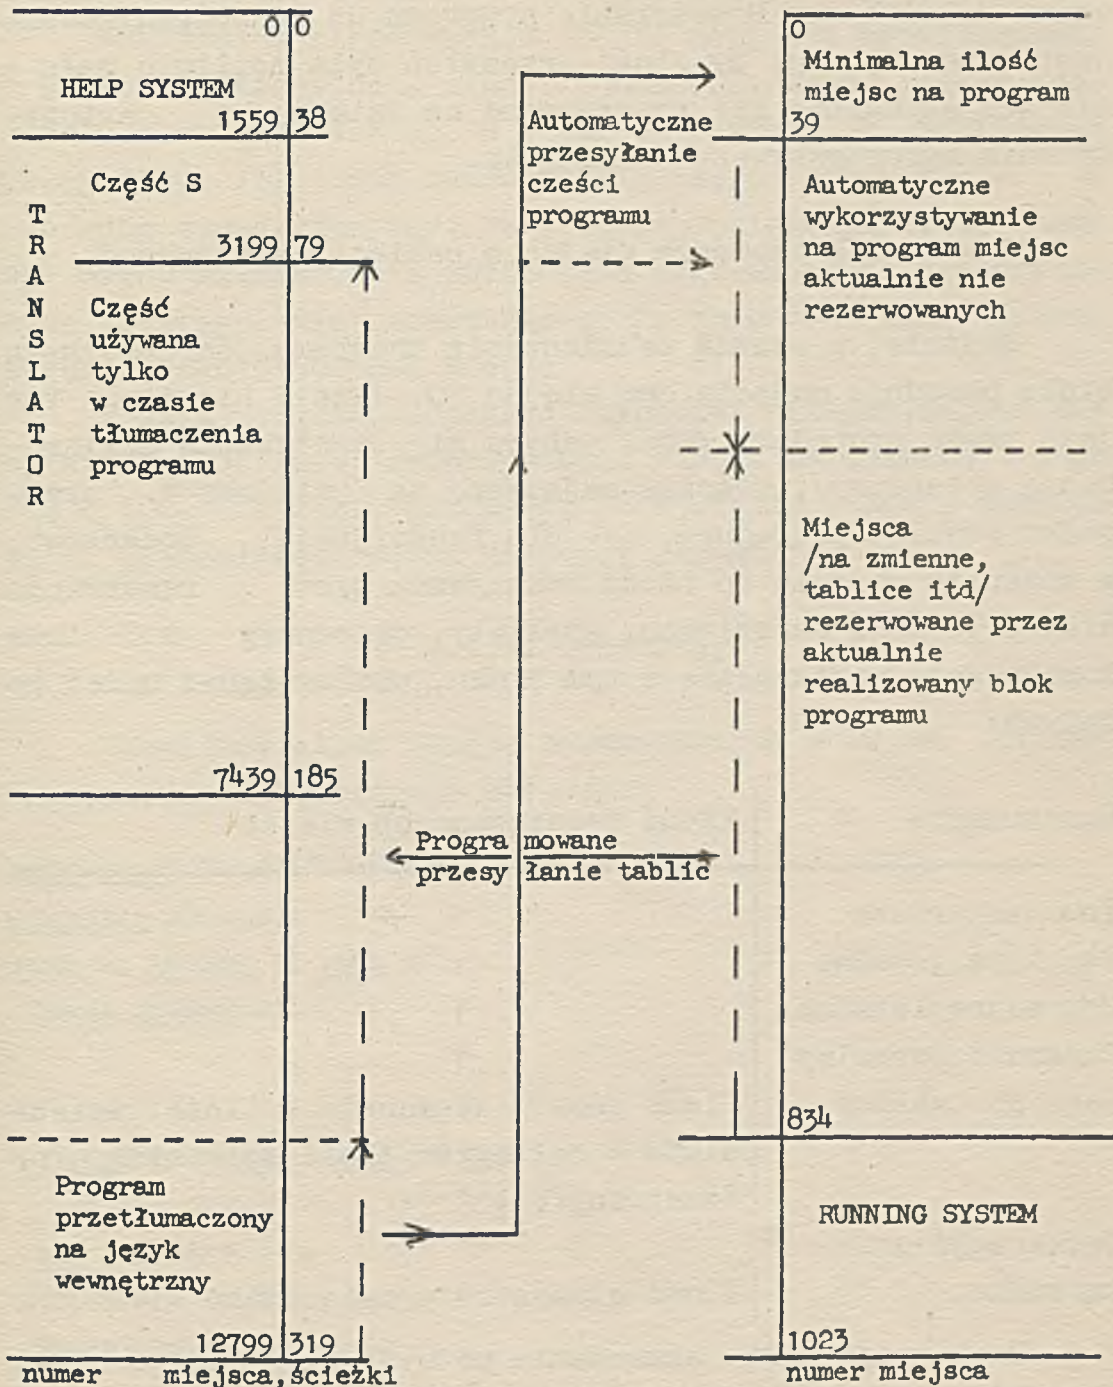 0 0
HELP SYSTEM
1559 38
Część S
3199 79
T
R
A
N
S
L
A
T
O
R
Część
używana
tylko
w czasie
tłumaczenia
programu
7439 185
Program
przetłumaczony
na język
wewnętrzny
12799 319
numer miejsca, ścieżki
Automatyczne
przesyłanie
cześci
programu
Progra mowane
przesy łanie tablic
0
Minimalna ilość
miejsc na program
39
Automatyczne
wykorzystywanie
na program miejsc
aktualnie nie
rezerwowanych
Miejsca
/na zmienne,
tablice itd/
rezerwowane przez
aktualnie
realizowany blok
programu
834
RUNNING SYSTEM
1023
numer miejsca